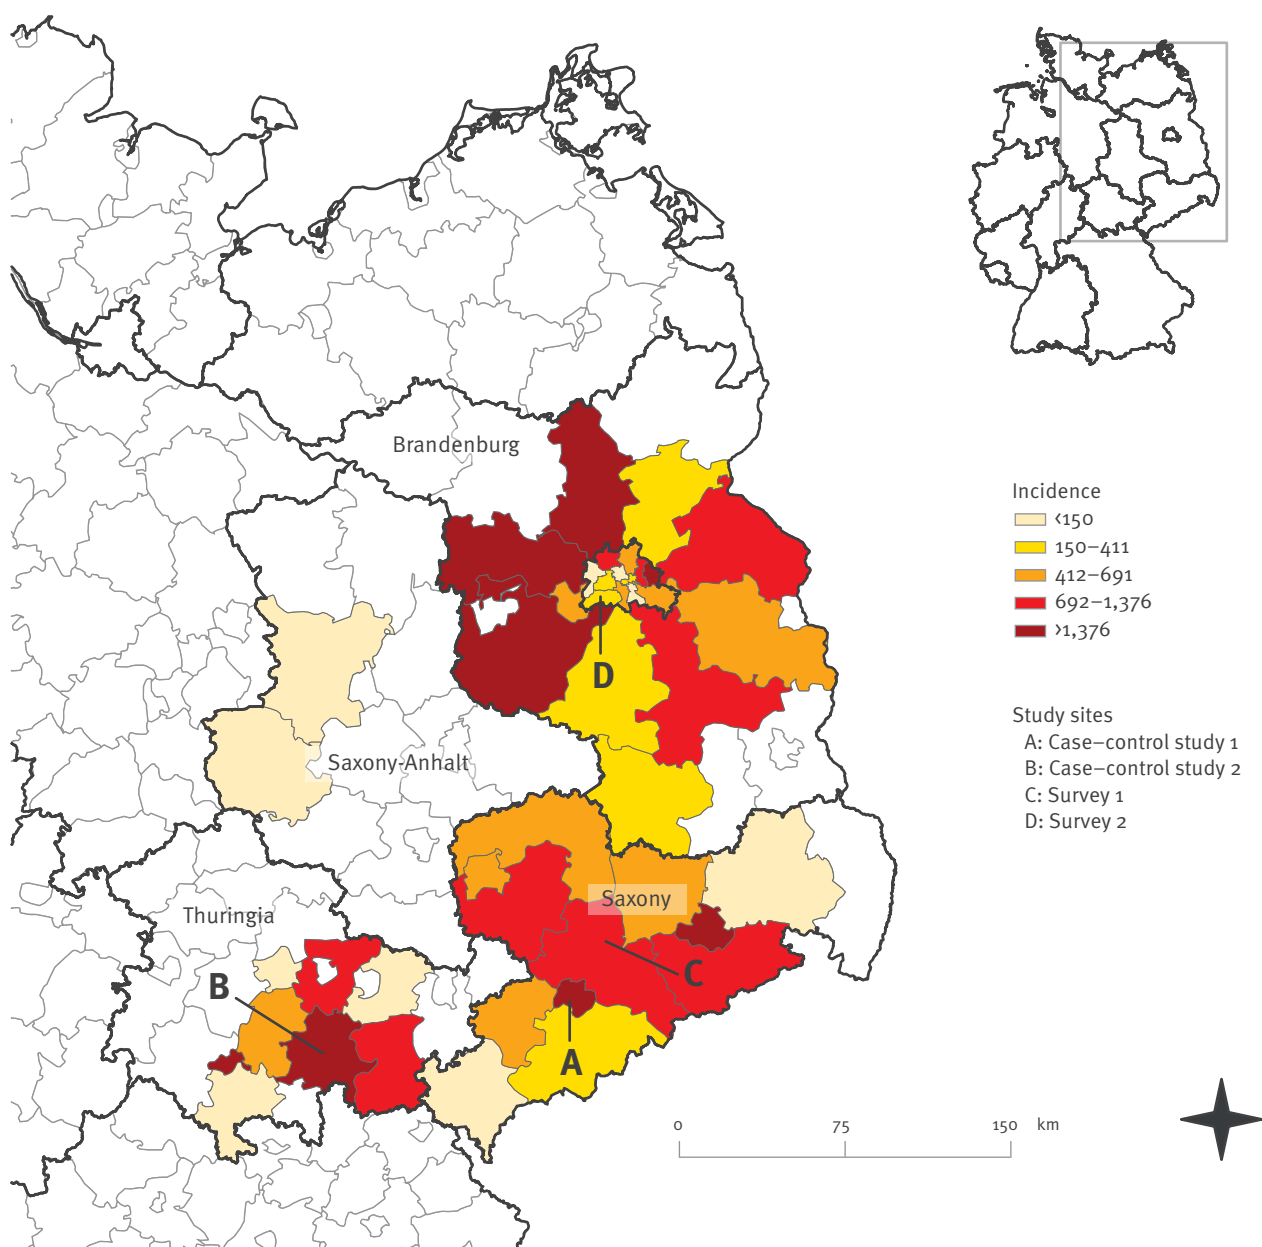 Brandenburg
Incidence
<150
150–411
412–691
692–1,376
>1,376
D
Study sites
A: Case–control study 1
B: Case–control study 2
C: Survey 1
D: Survey 2
Saxony-Anhalt
Saxony
Thuringia
C
B
A
0 75 150 km